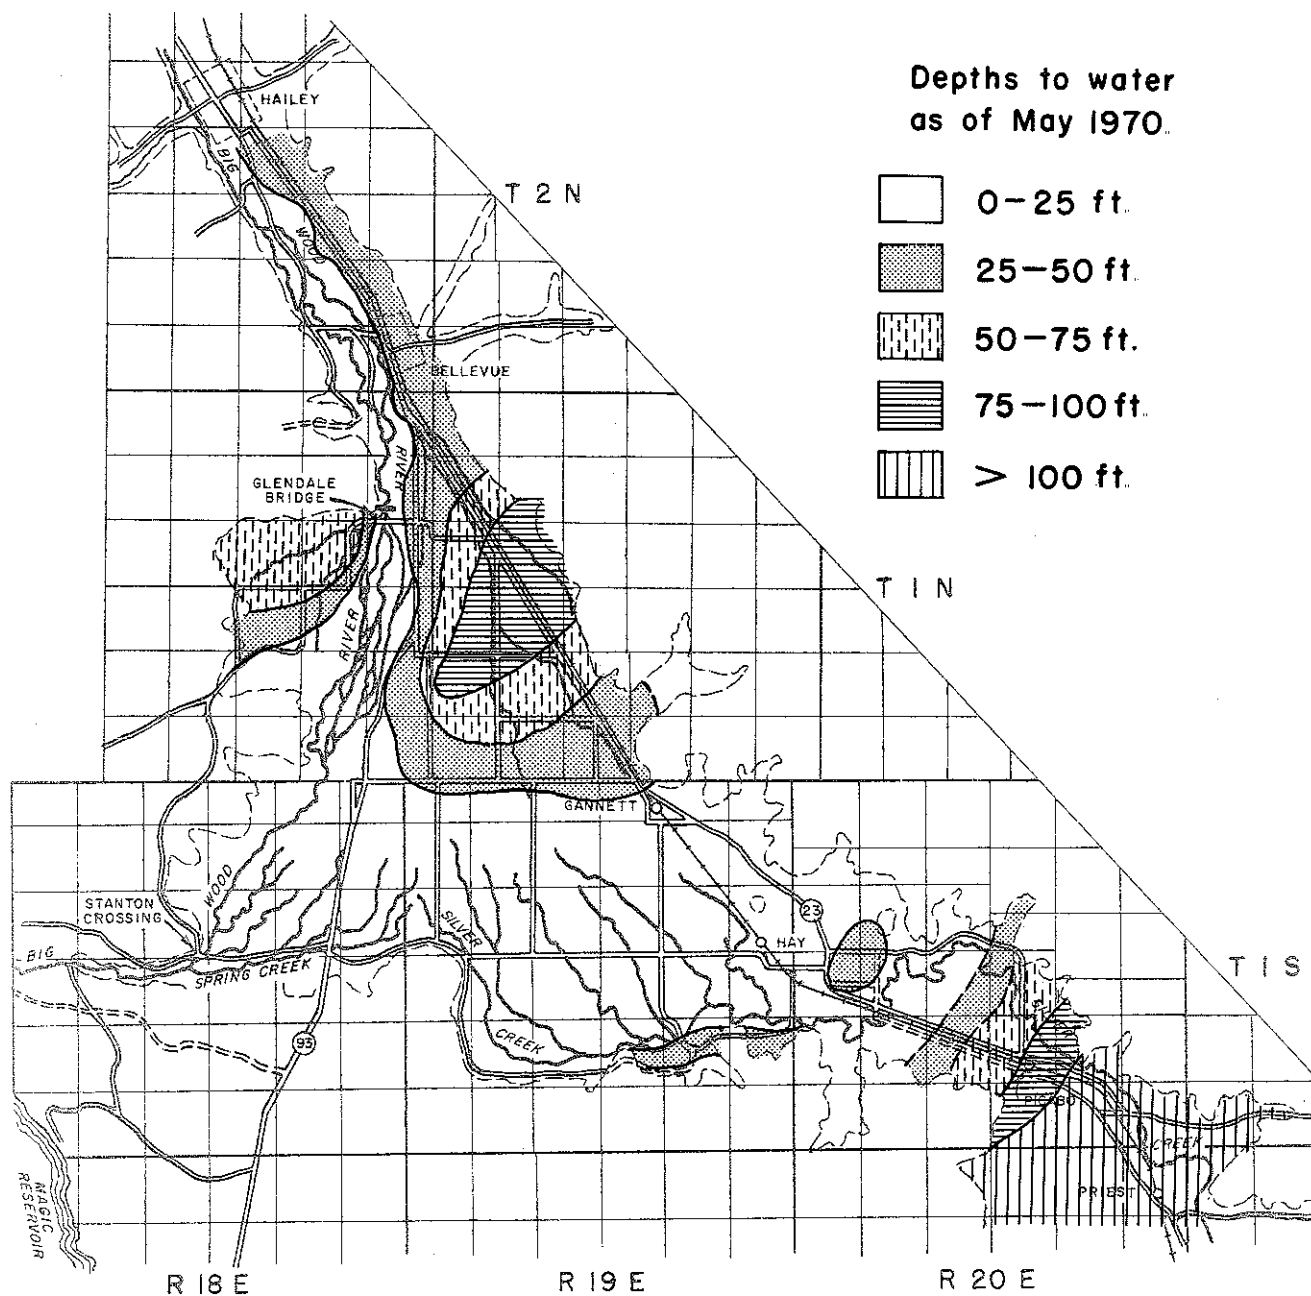 Depths to water
as of May 1970
0-25 ft.
25-50 ft.
50-75 ft.
75-100 ft.
> 100 ft.
HAILEY
BIG
WOOD
T 2 N
BELLEVUE
RIVER
GLENDALE
BRIDGE
T 1 N
RIVER
GANNETT
WOOD
STANTON
CROSSING
SILVER
23
HAY
BIG
SPRING CREEK
T 1 S
93
CREEK
PICABO
CREEK
PRIEST
MAGIC
RESERVOIR
R 18 E
R 19 E
R 20 E